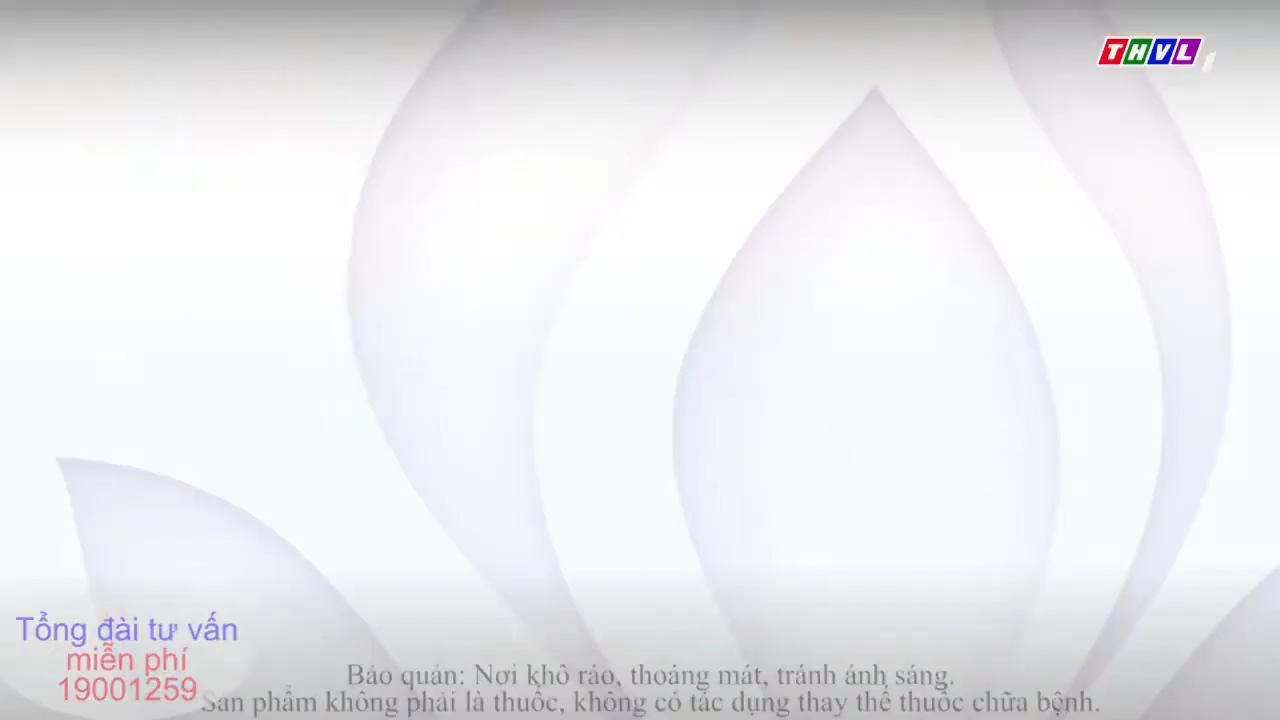 THVL1
Tổng đài tư vấn
miễn phí
19001259
Bảo quản: Nơi khô ráo, thoáng mát, tránh ánh sáng.
Sản phẩm không phải là thuốc, không có tác dụng thay thế thuốc chữa bệnh.